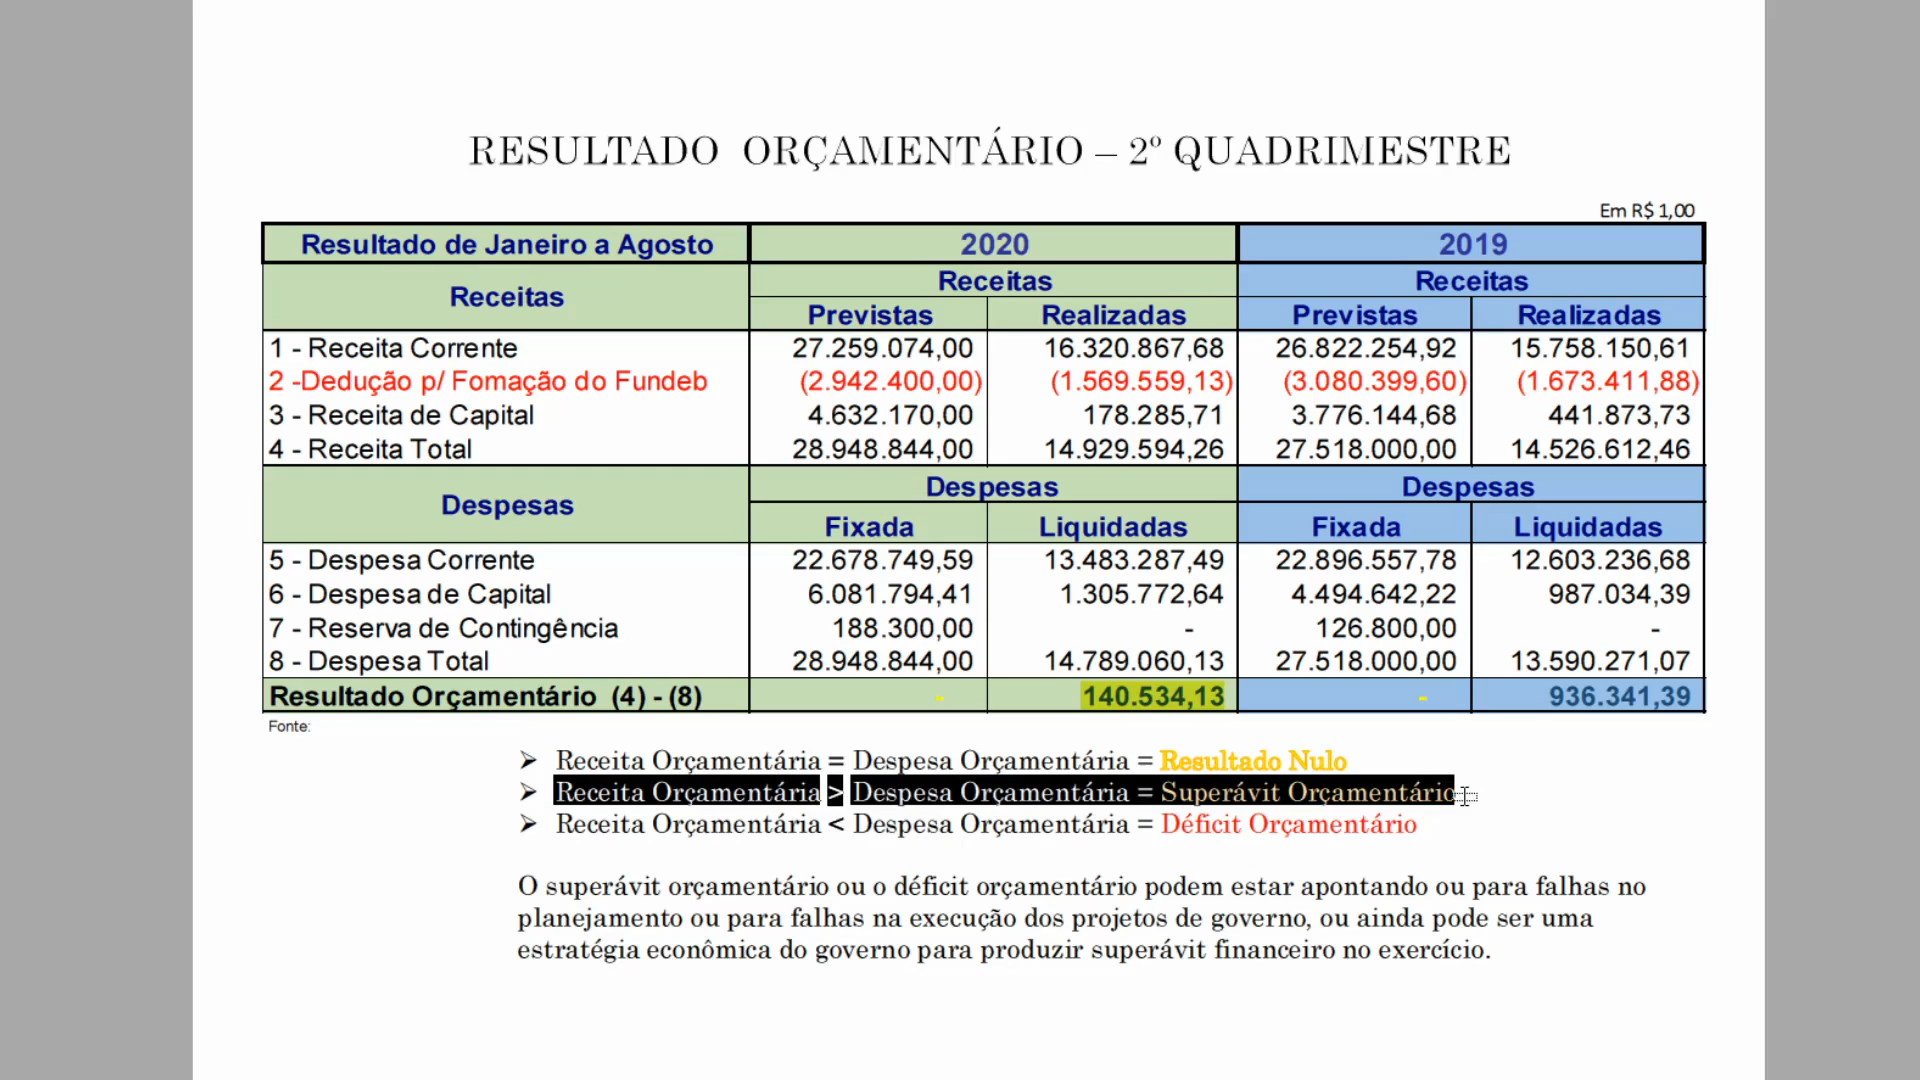 RESULTADO ORÇAMENTÁRIO – 2º QUADRIMESTRE
Em R$ 1,00
Resultado de Janeiro a Agosto 2020 2019
Receitas Receitas Receitas
Previstas Realizadas Previstas Realizadas
1 - Receita Corrente 27.259.074,00 16.320.867,68 26.822.254,92 15.758.150,61
2 -Dedução p/ Fomação do Fundeb (2.942.400,00) (1.569.559,13) (3.080.399,60) (1.673.411,88)
3 - Receita de Capital 4.632.170,00 178.285,71 3.776.144,68 441.873,73
4 - Receita Total 28.948.844,00 14.929.594,26 27.518.000,00 14.526.612,46
Despesas Despesas Despesas
Fixada Liquidadas Fixada Liquidadas
5 - Despesa Corrente 22.678.749,59 13.483.287,49 22.896.557,78 12.603.236,68
6 - Despesa de Capital 6.081.794,41 1.305.772,64 4.494.642,22 987.034,39
7 - Reserva de Contingência 188.300,00 - 126.800,00 -
8 - Despesa Total 28.948.844,00 14.789.060,13 27.518.000,00 13.590.271,07
Resultado Orçamentário (4) - (8) - 140.534,13 - 936.341,39
Fonte:
➢ Receita Orçamentária = Despesa Orçamentária = Resultado Nulo
➢ Receita Orçamentária > Despesa Orçamentária = Superávit Orçamentário
➢ Receita Orçamentária < Despesa Orçamentária = Déficit Orçamentário
O superávit orçamentário ou o déficit orçamentário podem estar apontando ou para falhas no
planejamento ou para falhas na execução dos projetos de governo, ou ainda pode ser uma
estratégia econômica do governo para produzir superávit financeiro no exercício.